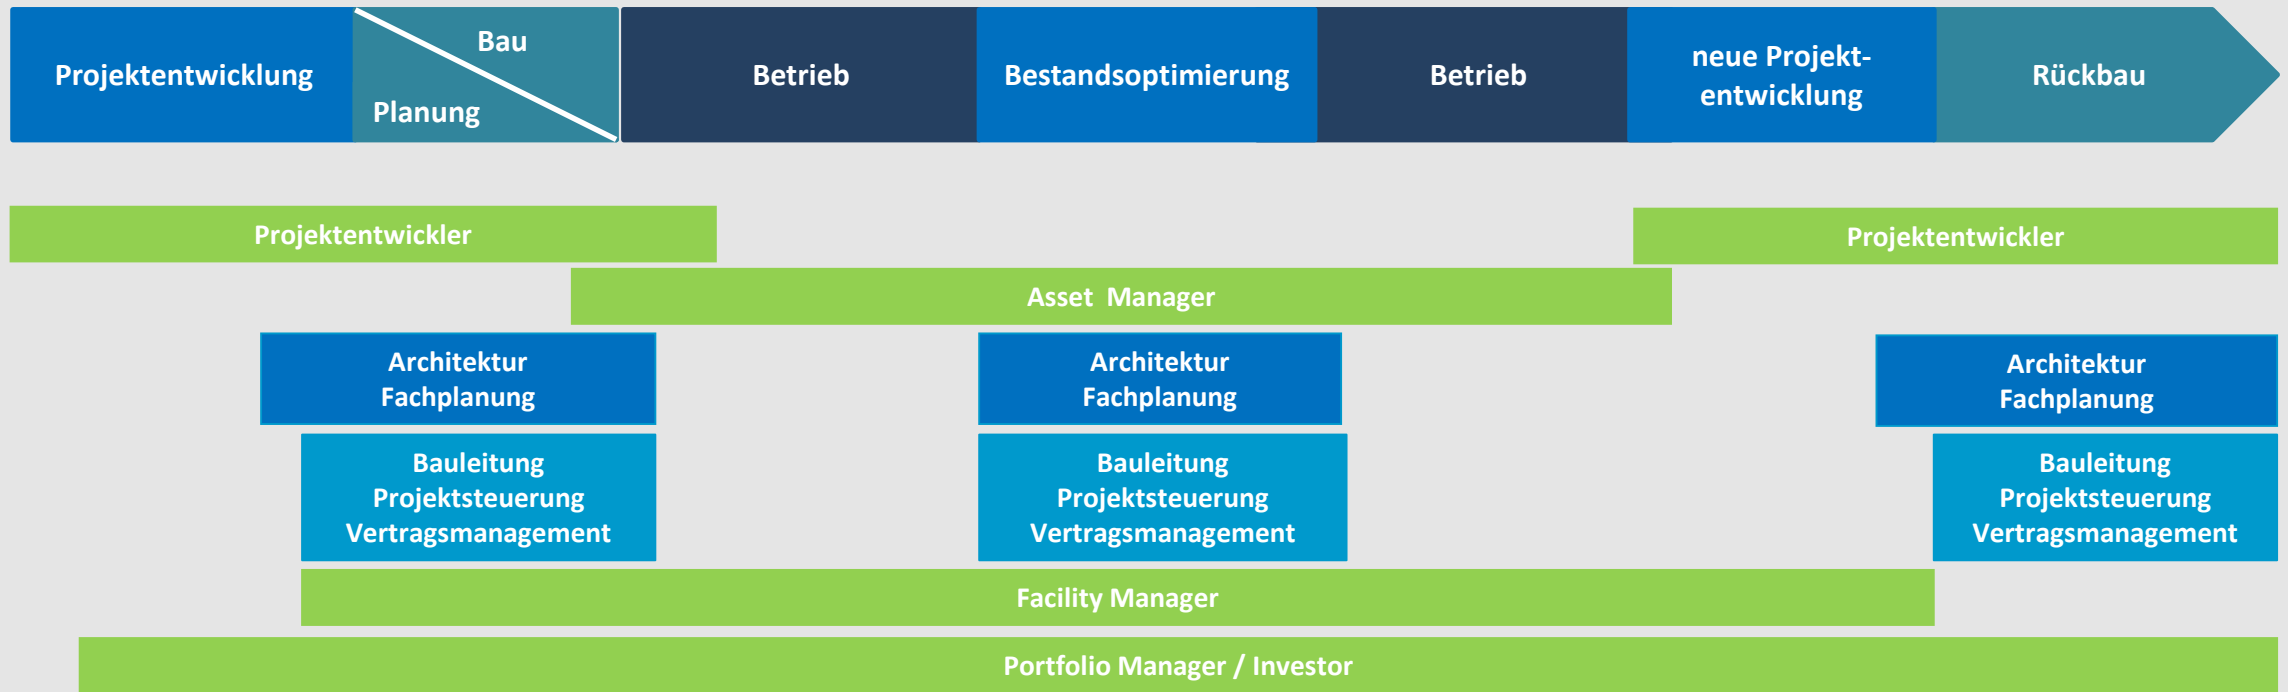 Projektentwicklung
Bau
Planung
Betrieb
Bestandsoptimierung
Betrieb
neue Projekt-
entwicklung
Rückbau
Projektentwickler
Projektentwickler
Asset Manager
Architektur
Fachplanung
Architektur
Fachplanung
Architektur
Fachplanung
Bauleitung
Projektsteuerung
Vertragsmanagement
Bauleitung
Projektsteuerung
Vertragsmanagement
Bauleitung
Projektsteuerung
Vertragsmanagement
Facility Manager
Portfolio Manager / Investor